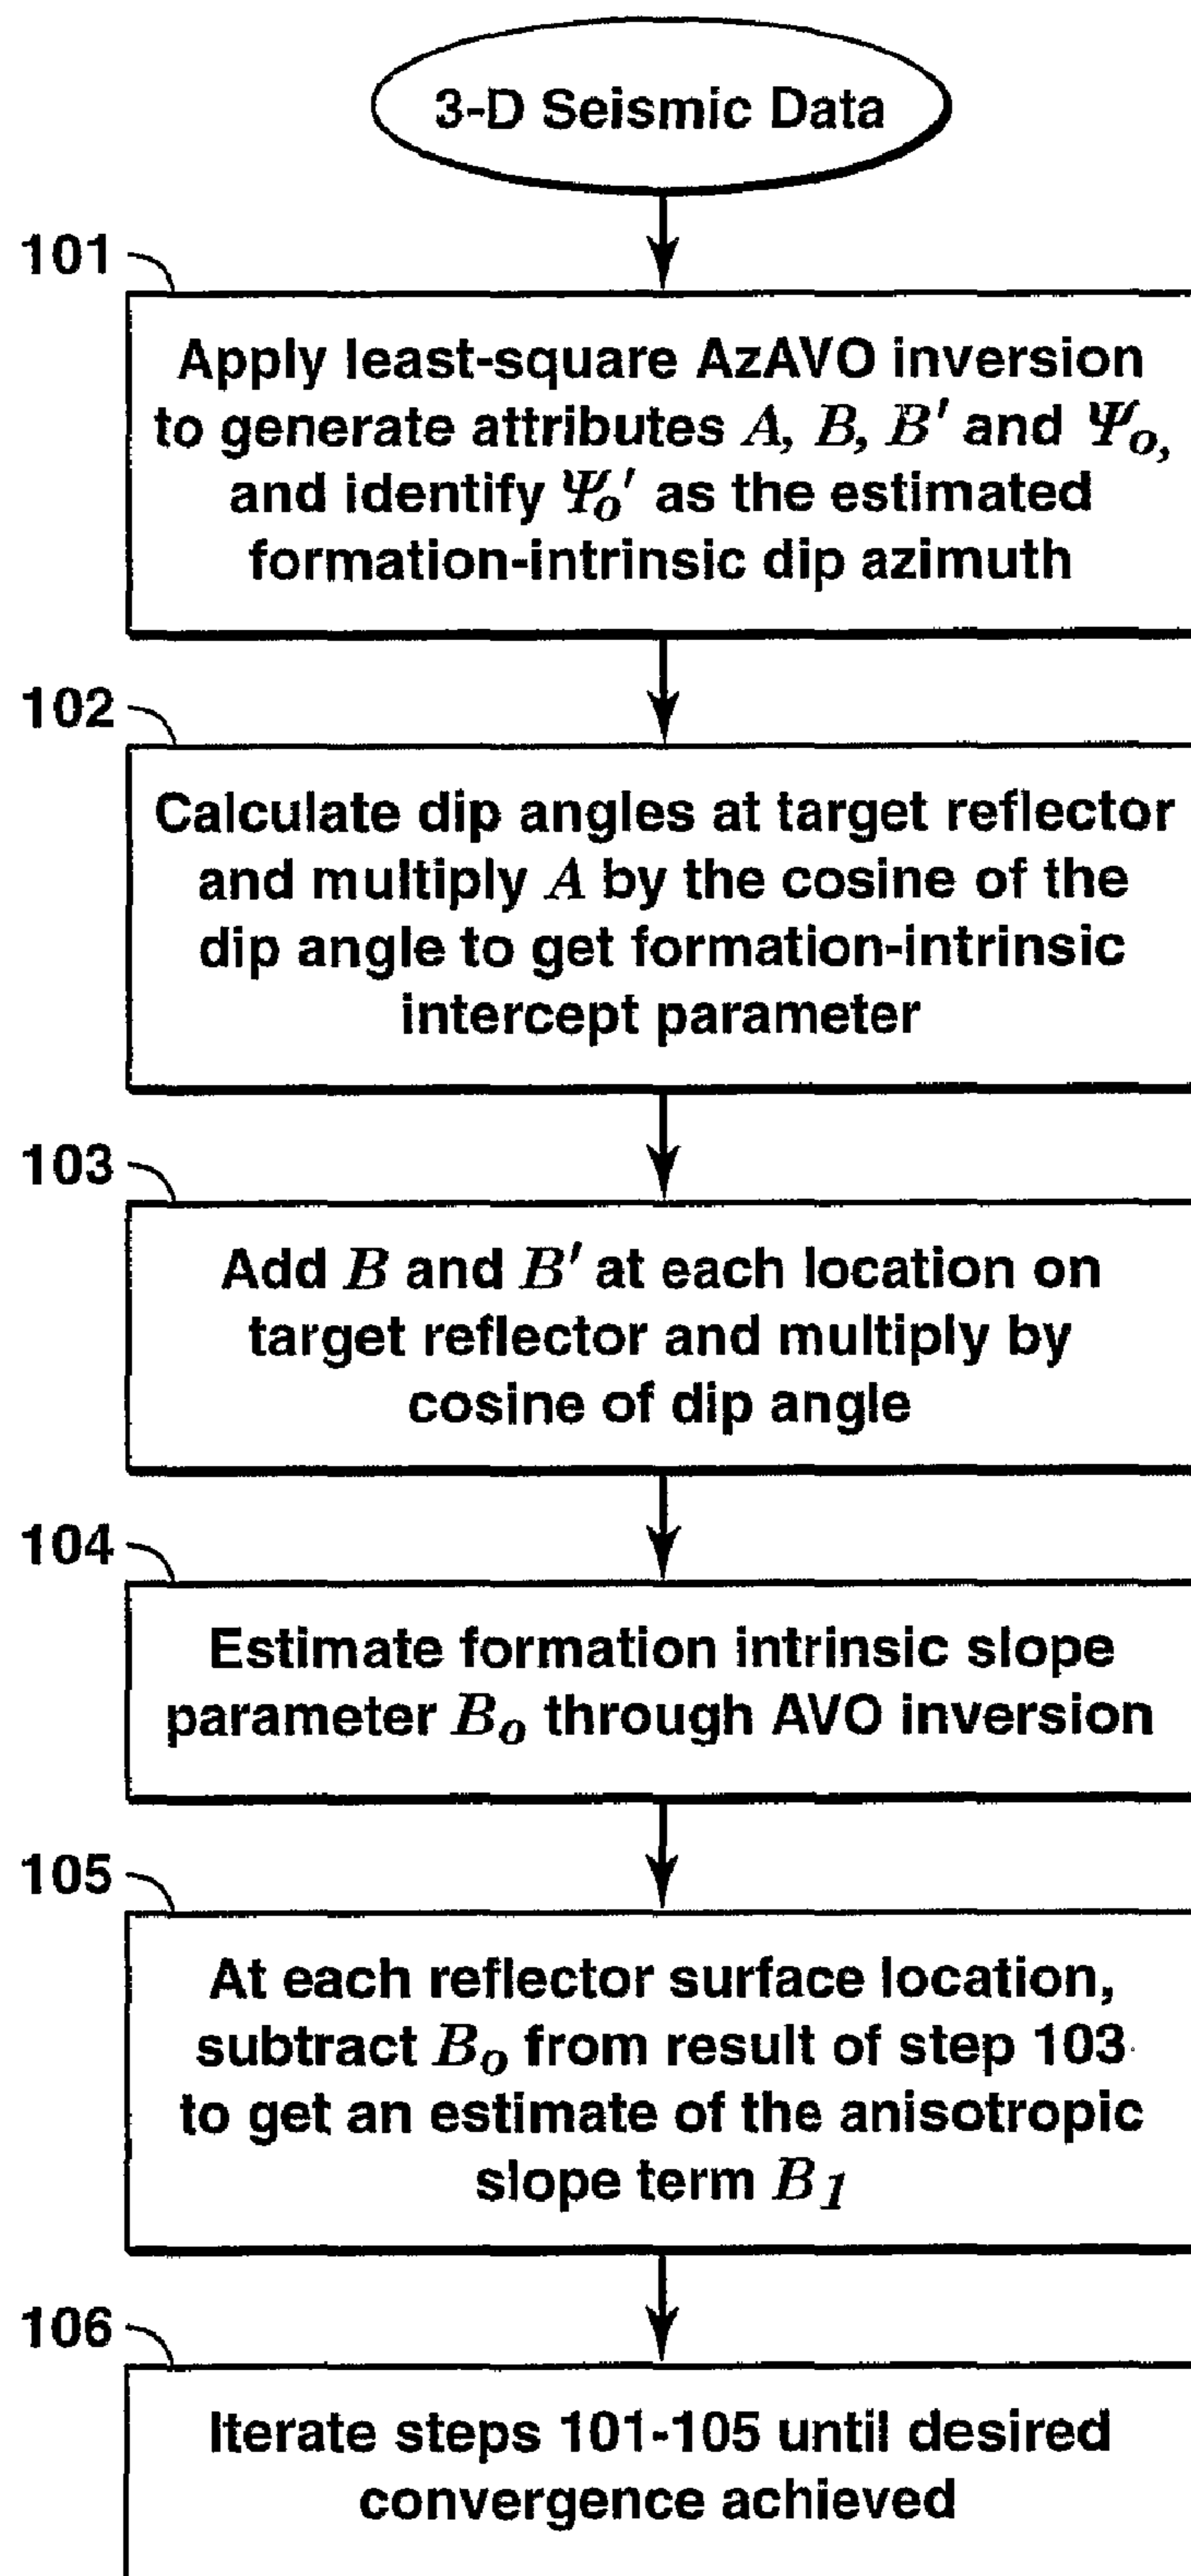 3-D Seismic Data
101
Apply least-square AzAVO inversion
to generate attributes A, B, B′ and Ψo,
and identify Ψo′ as the estimated
formation-intrinsic dip azimuth
102
Calculate dip angles at target reflector
and multiply A by the cosine of the
dip angle to get formation-intrinsic
intercept parameter
103
Add B and B′ at each location on
target reflector and multiply by
cosine of dip angle
104
Estimate formation intrinsic slope
parameter Bo through AVO inversion
105
At each reflector surface location,
subtract Bo from result of step 103
to get an estimate of the anisotropic
slope term B1
106
Iterate steps 101-105 until desired
convergence achieved